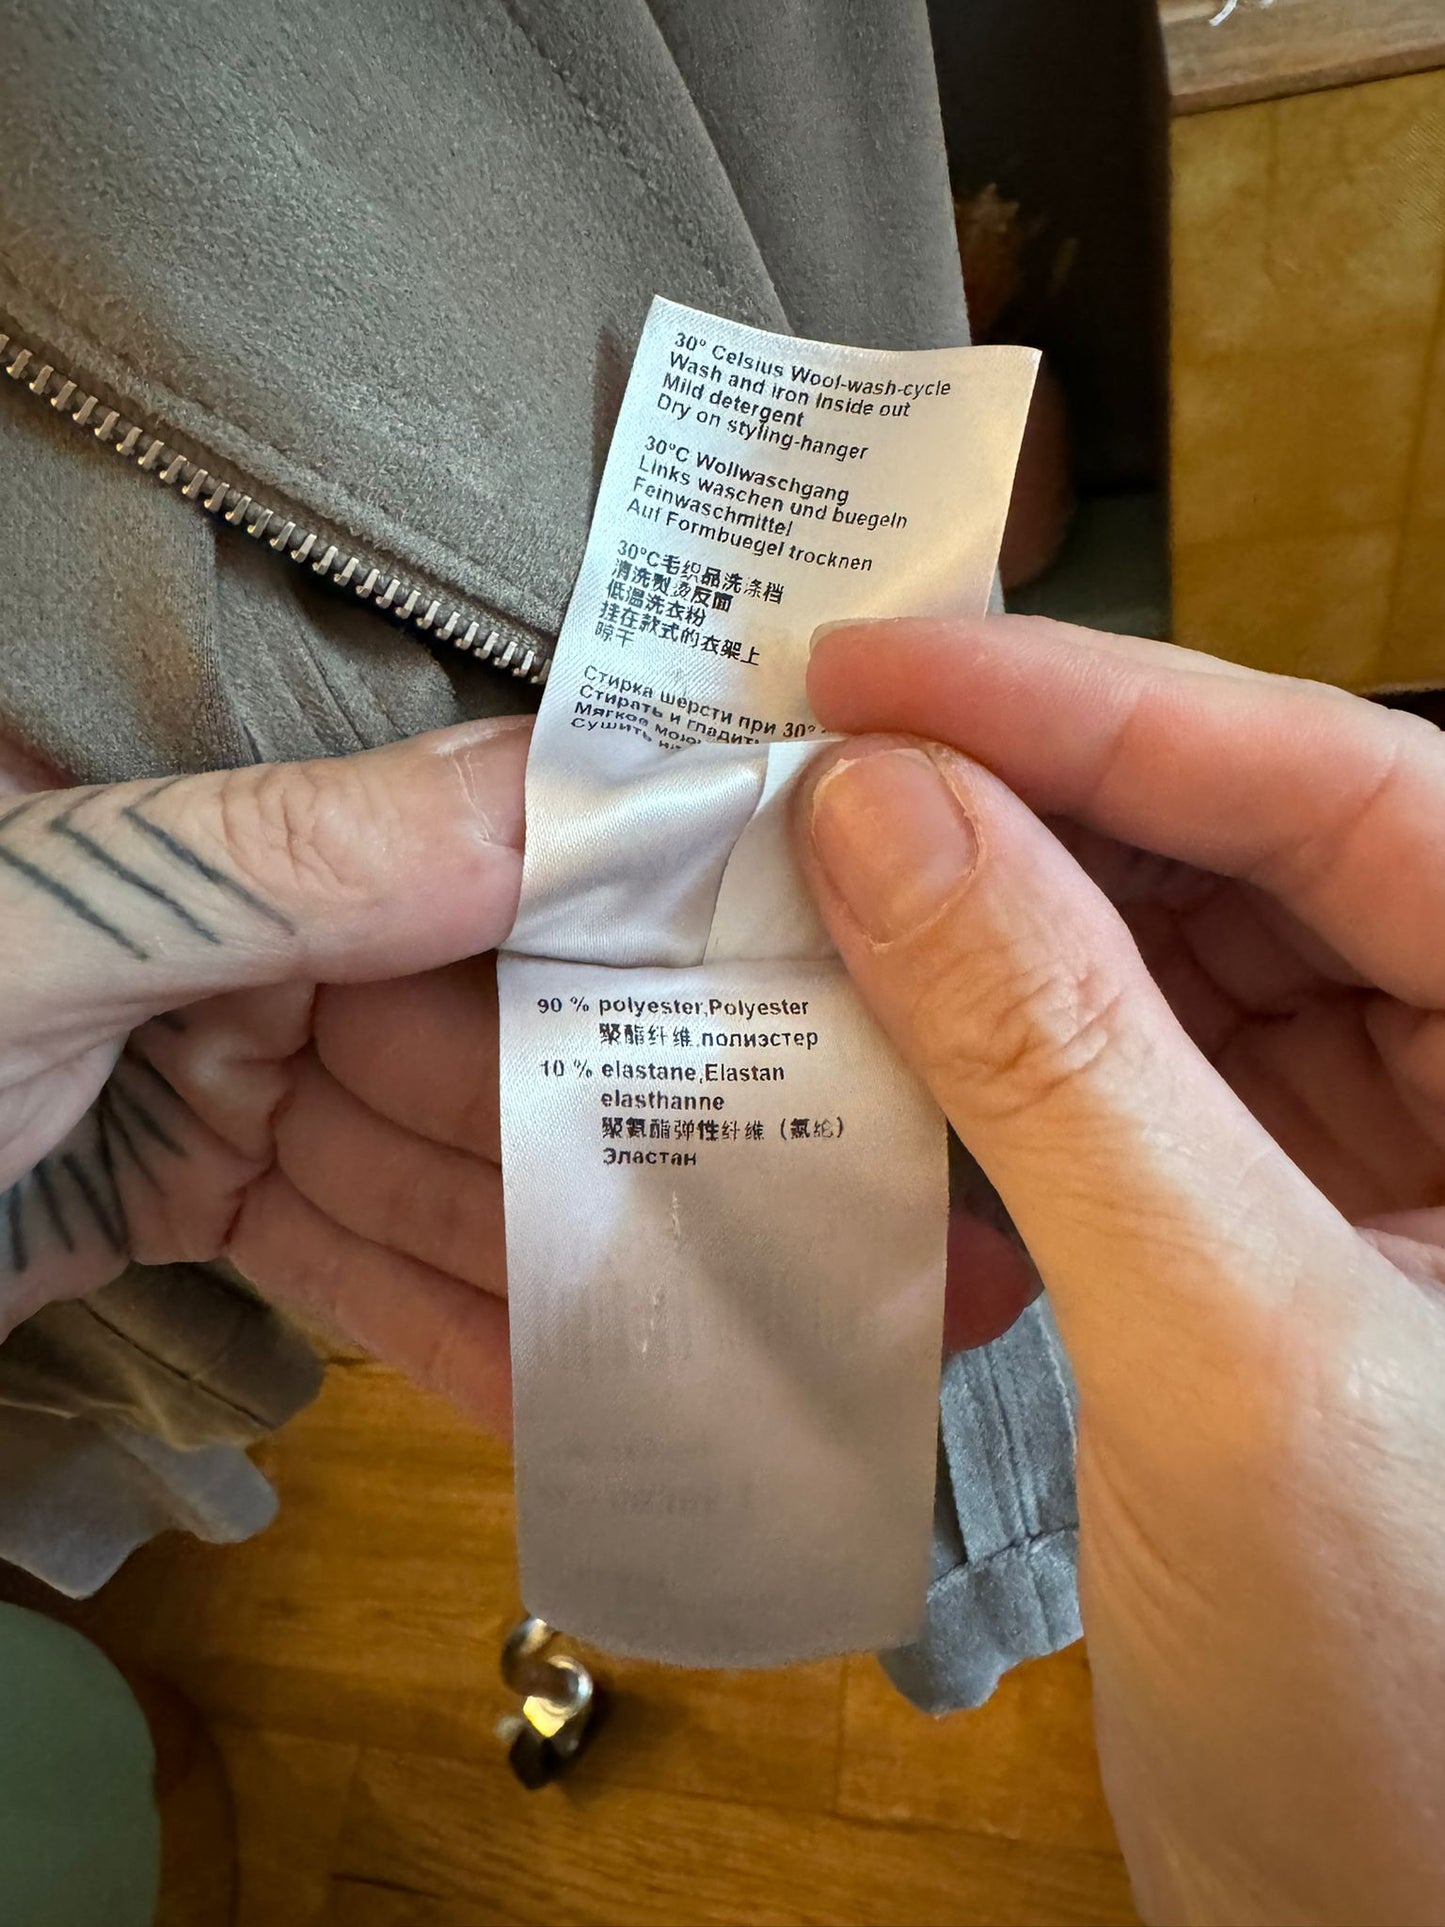 30° Celsius Wool-wash-cycle
Wash and iron inside out
Mild detergent
Dry on styling-hanger
30°C Wollwaschgang
Links waschen und buegeln
Feinwaschmittel
Auf Formbuegel trocknen
30°C毛织品洗涤档
清洗熨烫反面
低温洗衣粉
挂在款式的衣架上
晾干
Стирка шерсти при 30°
Стирать и гладить
Мягкое
Сушить
90 % polyester,Polyester
聚酯纤维,полиэстер
10 % elastane,Elastan
elasthanne
聚氨酯弹性纤维（氨纶）
Эластан